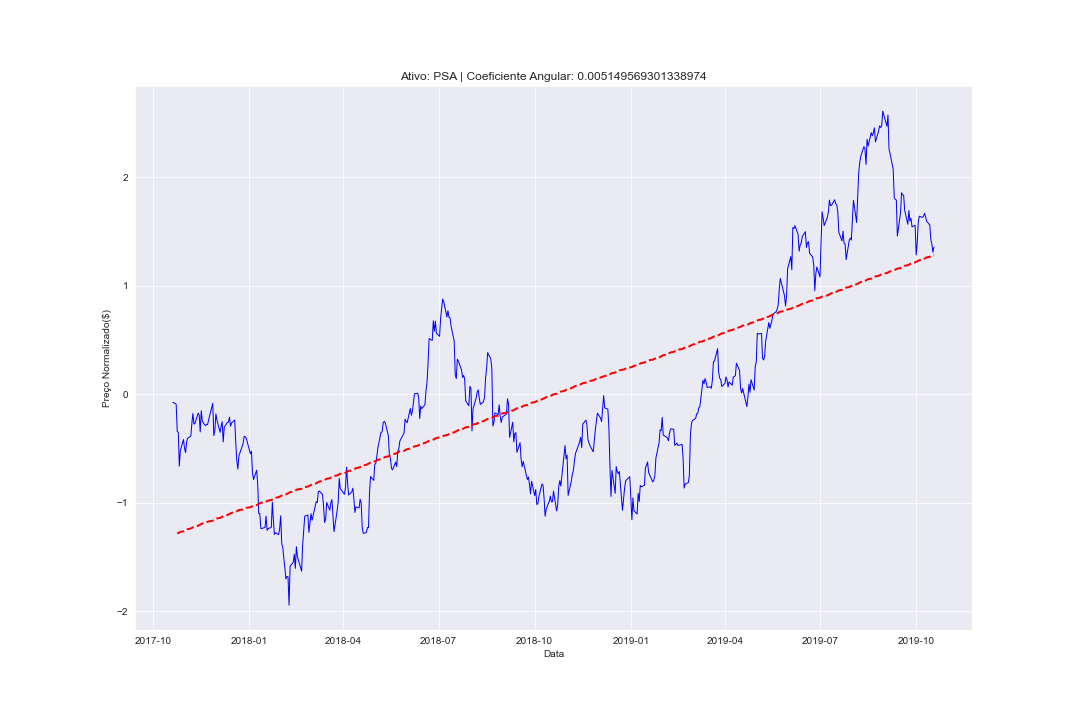 Ativo: PSA | Coeficiente Angular: 0.005149569301338974
Preço Normalizado($)
2
1
0
−1
−2
2017-10 2018-01 2018-04 2018-07 2018-10 2019-01 2019-04 2019-07 2019-10
Data